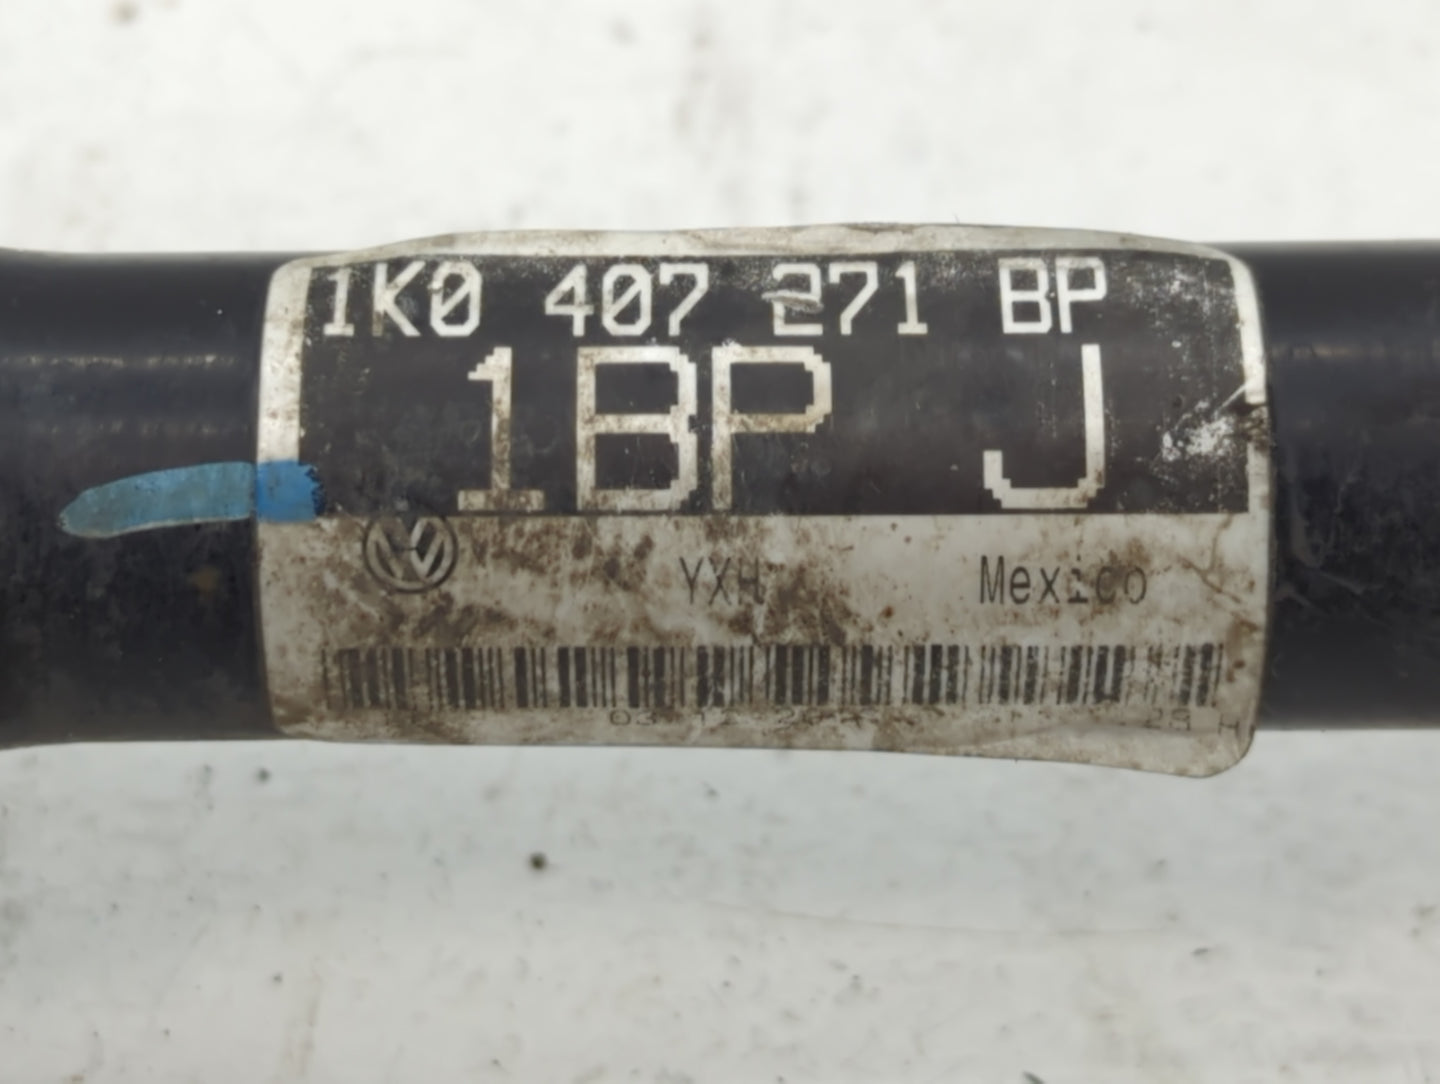 1K0 407 271 BP
1BP J
YXH Mexico